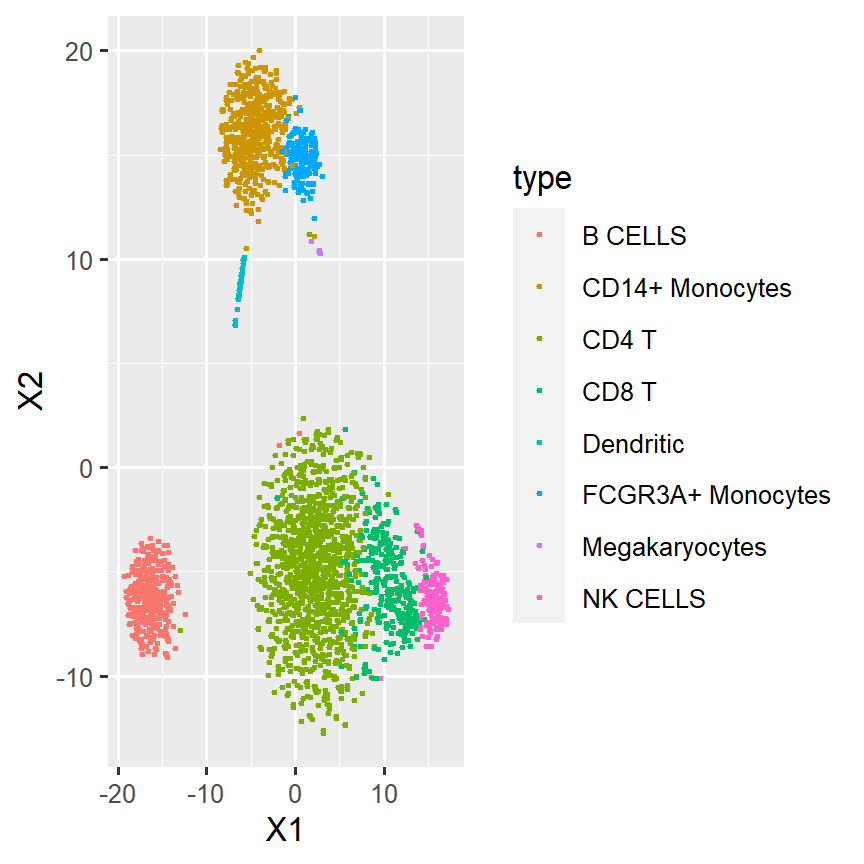 20
10
0
-10
-20
-10
0
10
X1
X2
type
B CELLS
CD14+ Monocytes
CD4 T
CD8 T
Dendritic
FCGR3A+ Monocytes
Megakaryocytes
NK CELLS